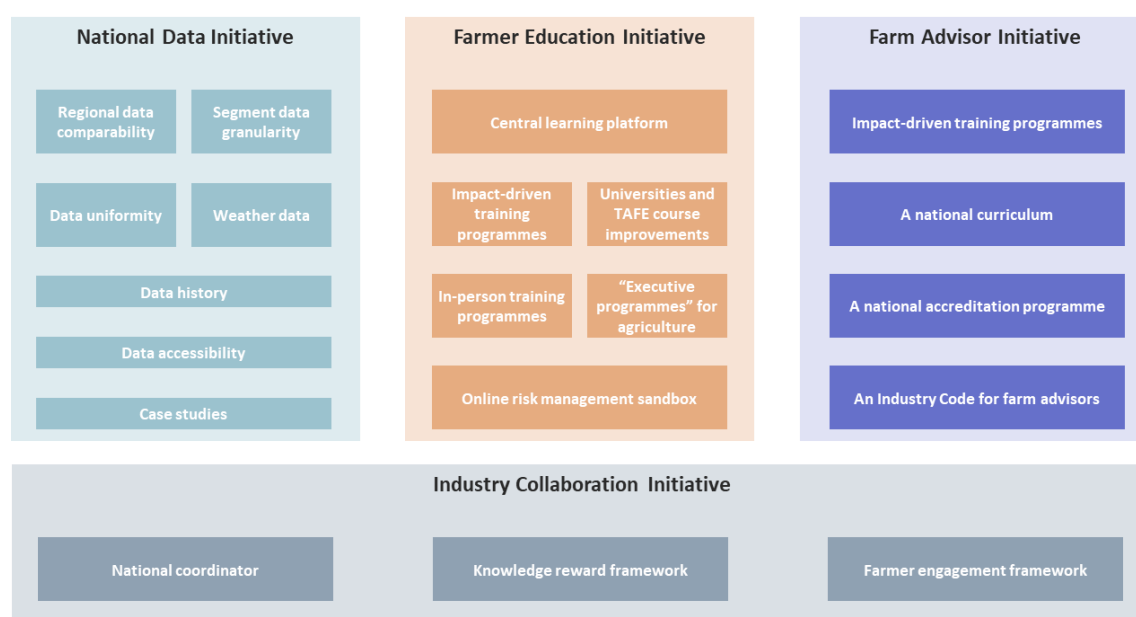 National Data Initiative
Regional data
comparability
Segment data
granularity
Data uniformity
Weather data
Data history
Data accessibility
Case studies
Farmer Education Initiative
Central learning platform
Impact-driven
training
programmes
Universities and
TAFE course
improvements
In-person training
programmes
“Executive
programmes” for
agriculture
Online risk management sandbox
Farm Advisor Initiative
Impact-driven training programmes
A national curriculum
A national accreditation programme
An Industry Code for farm advisors
Industry Collaboration Initiative
National coordinator
Knowledge reward framework
Farmer engagement framework